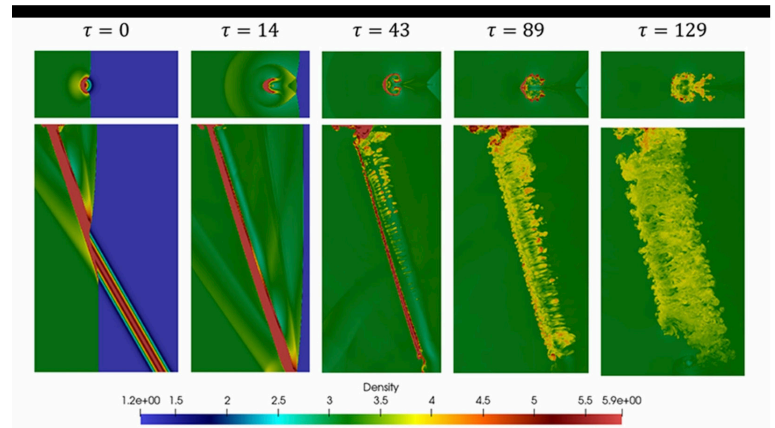 τ = 0 τ = 14 τ = 43 τ = 89 τ = 129
Density
1.2e+00 1.5 2 2.5 3 3.5 4 4.5 5 5.5 5.9e+00